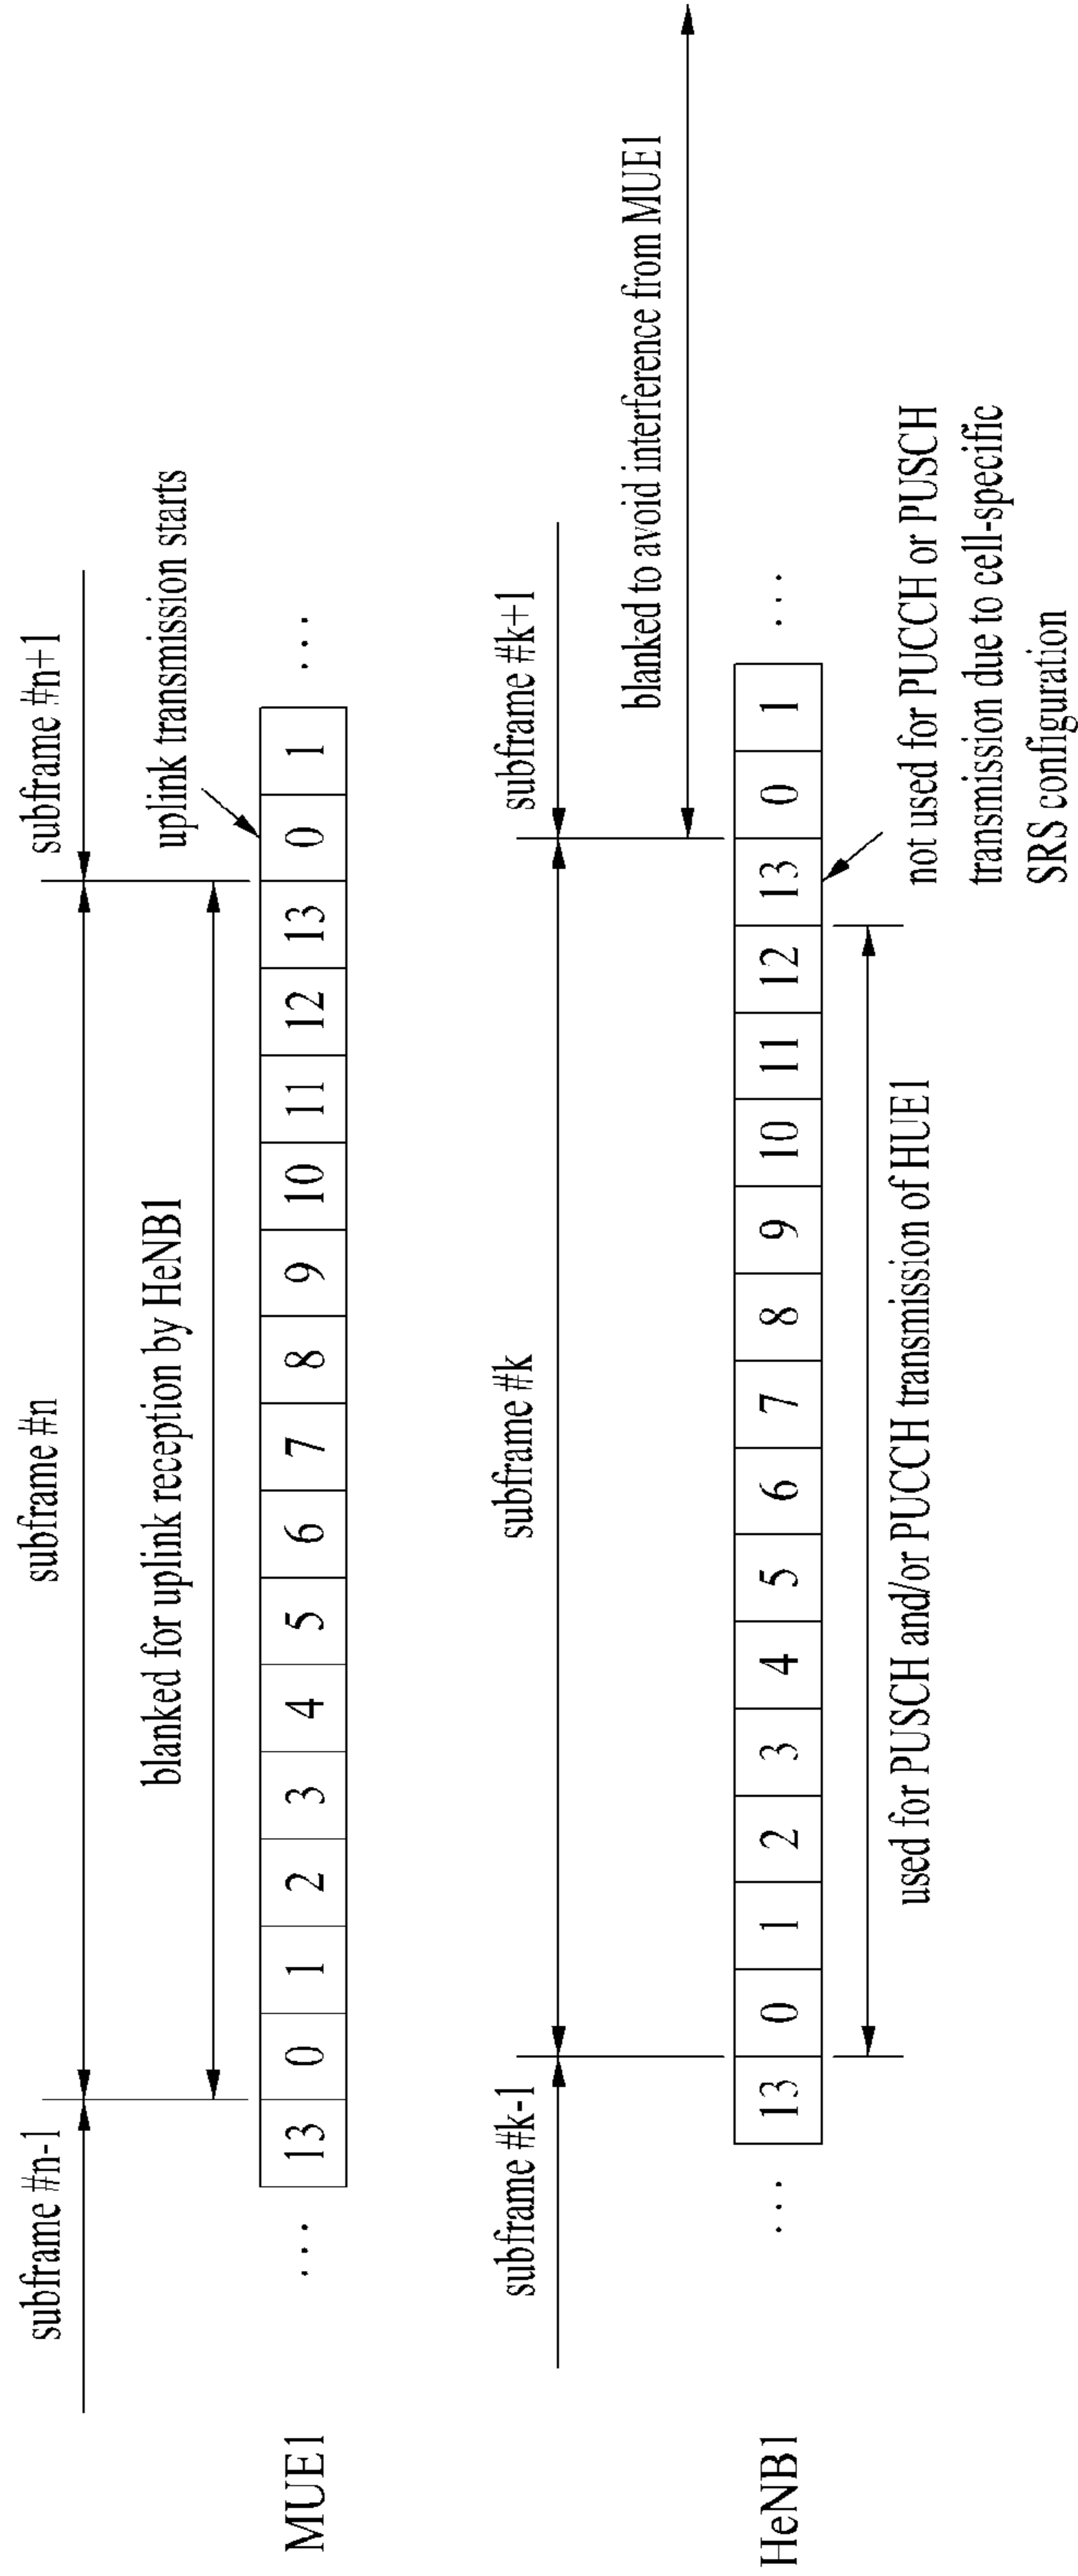 subframe #n-1
subframe #n
subframe #n+1
blanked for uplink reception by HeNB1
uplink transmission starts
MUE1
... 13 0 1 2 3 4 5 6 7 8 9 10 11 12 13 0 1 ...
subframe #k-1
subframe #k
subframe #k+1
blanked to avoid interference from MUE1
HeNB1
... 13 0 1 2 3 4 5 6 7 8 9 10 11 12 13 0 1 ...
used for PUSCH and/or PUCCH transmission of HUE1
not used for PUCCH or PUSCH
transmission due to cell-specific
SRS configuration